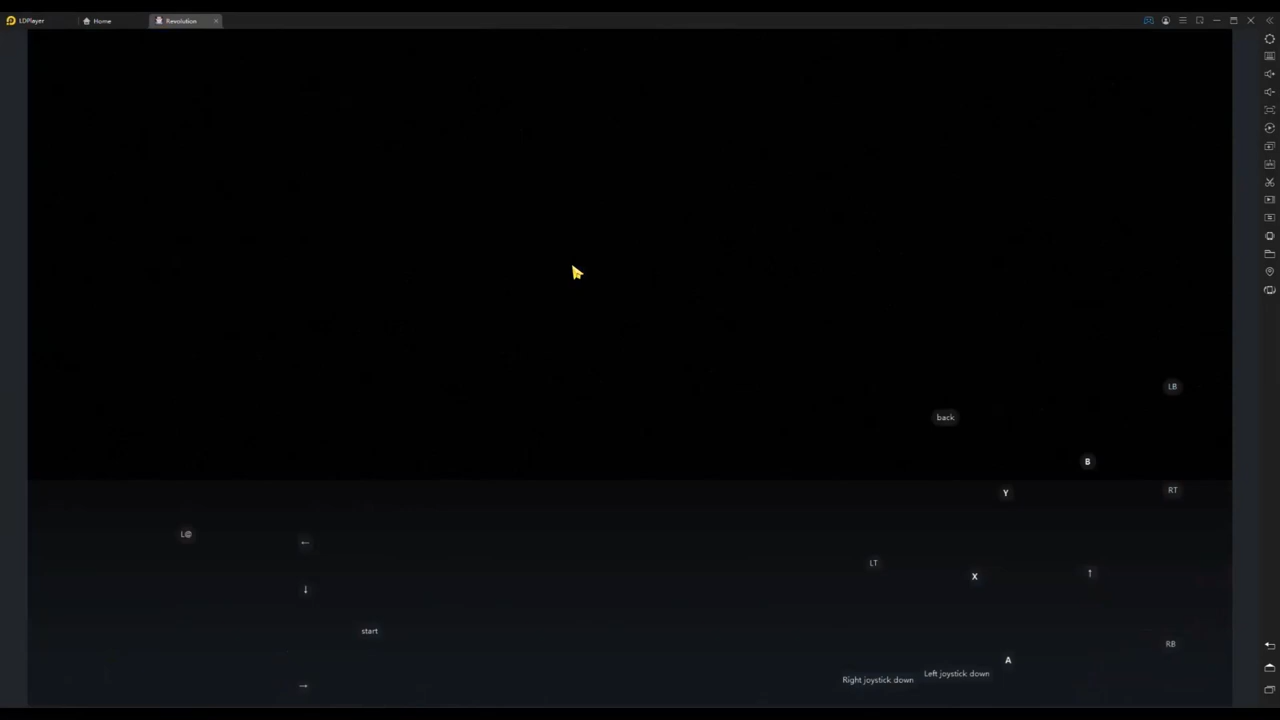 LDPlayer
Home
Revolution
LB
back
B
RT
Y
L@
←
LT
X
↑
↓
start
RB
A
Left joystick down
Right joystick down
→